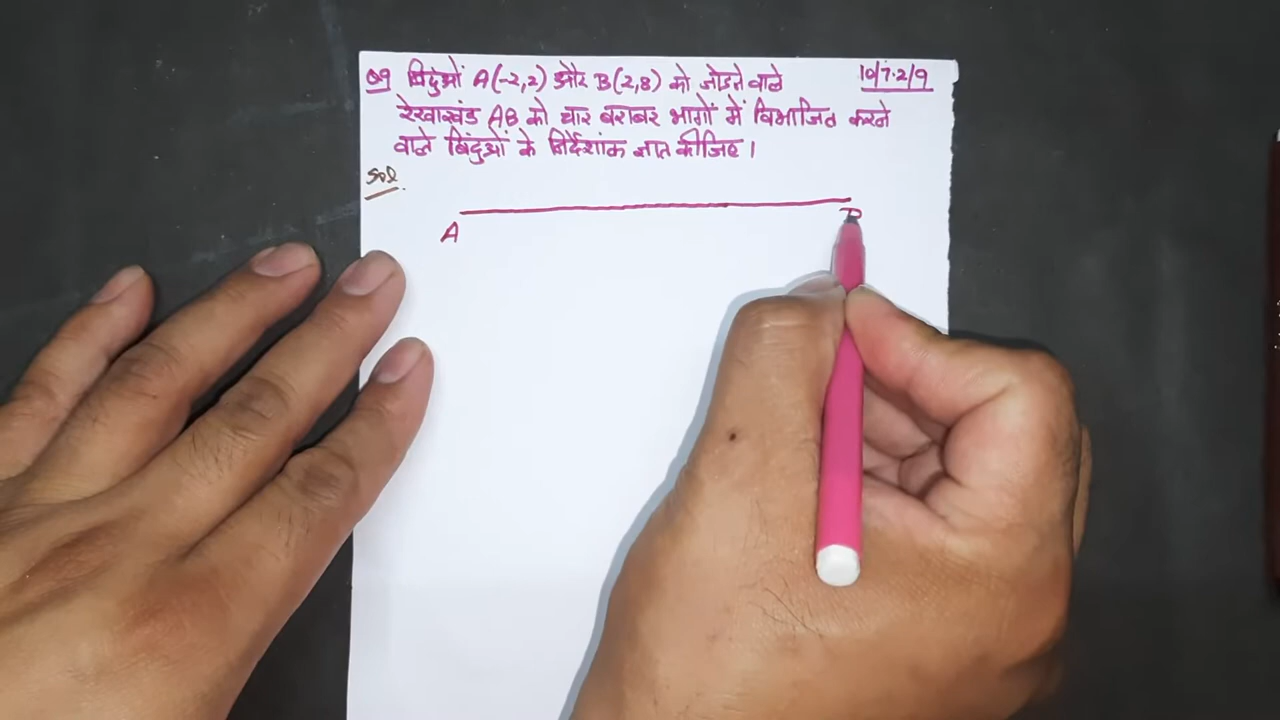 Q9 बिंदुओं A(-2,2) और B(2,8) को जोड़ने वाले 10/7.2/9
रेखाखंड AB को चार बराबर भागों में विभाजित करने
वाले बिंदुओं के निर्देशांक ज्ञात कीजिए।
Sol.
A